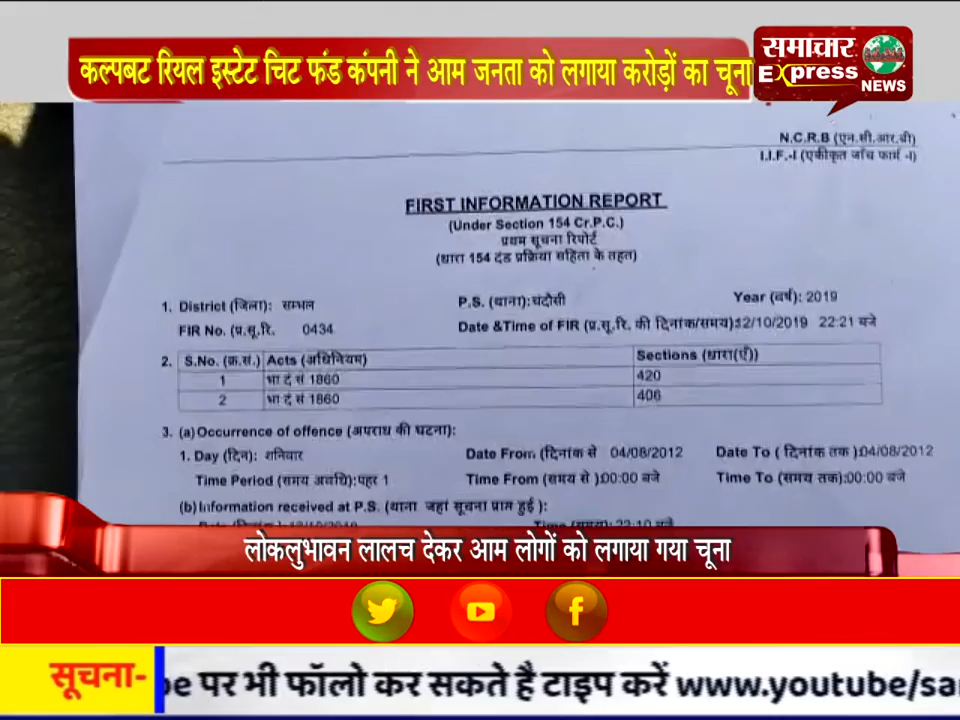 कल्पबट रियल इस्टेट चिट फंड कंपनी ने आम जनता को लगाया करोड़ों का चूना
समाचार
Express
NEWS
N.C.R.B (एन.सी.आर.बी)
I.I.F.-I (एकीकृत जाँच फार्म -I)
FIRST INFORMATION REPORT
(Under Section 154 Cr.P.C.)
प्रथम सूचना रिपोर्ट
(धारा 154 दंड प्रक्रिया सहिता के तहत)
1. District (जिला): सम्भल P.S. (थाना):चंदौसी Year (वर्ष): 2019
FIR No. (प्र.सू.रि. 0434 Date &Time of FIR (प्र.सू.रि. की दिनांक/समय):12/10/2019 22:21 बजे
2. S.No. (क्र.सं.) Acts (अधिनियम) Sections (धारा(एँ))
1 भा दं सं 1860 420
2 भा दं सं 1860 406
3. (a) Occurrence of offence (अपराध की घटना):
1. Day (दिन): शनिवार Date From (दिनांक से 04/08/2012 Date To ( दिनांक तक ):04/08/2012
Time Period (समय अवधि):पहर 1 Time From (समय से ):00:00 बजे Time To (समय तक):00:00 बजे
(b) Information received at P.S. (थाना जहां सूचना प्राप्त हुई ):
लोकलुभावन लालच देकर आम लोगों को लगाया गया चूना
सूचना- be पर भी फॉलो कर सकते है टाइप करें www.youtube/sa